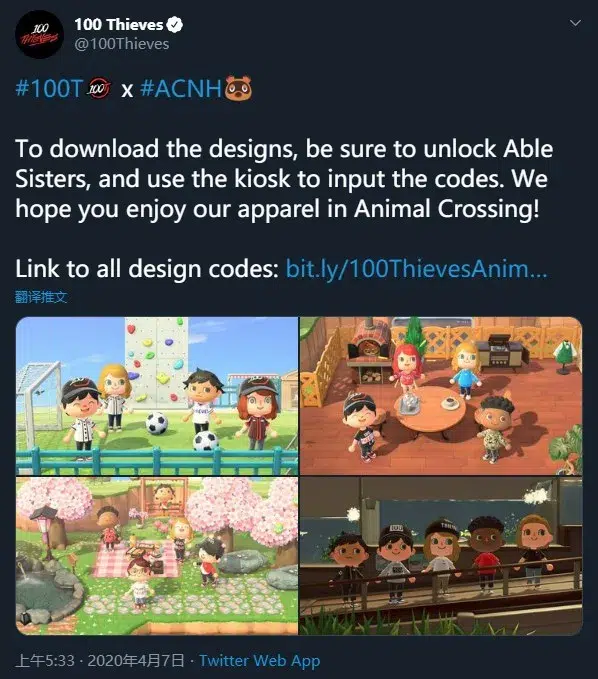 100 Thieves
@100Thieves
#100T x #ACNH
To download the designs, be sure to unlock Able
Sisters, and use the kiosk to input the codes. We
hope you enjoy our apparel in Animal Crossing!
Link to all design codes: bit.ly/100ThievesAnim...
翻译推文
上午5:33 · 2020年4月7日 · Twitter Web App